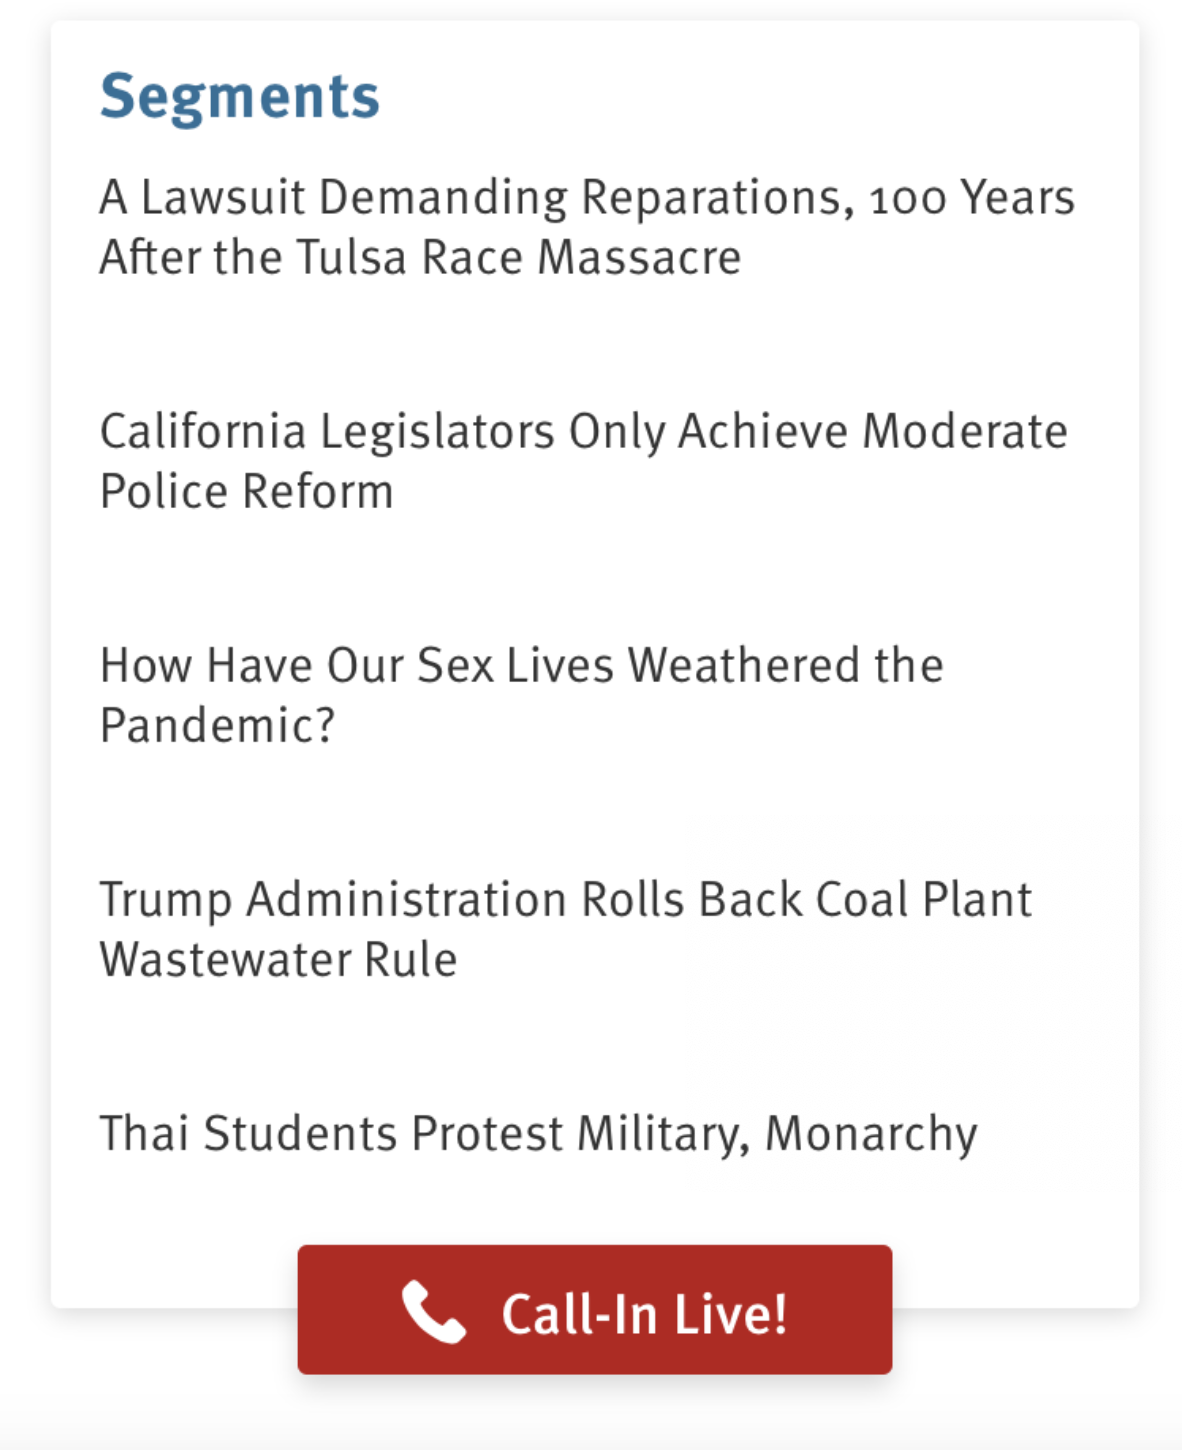 Segments
A Lawsuit Demanding Reparations, 100 Years
After the Tulsa Race Massacre
California Legislators Only Achieve Moderate
Police Reform
How Have Our Sex Lives Weathered the
Pandemic?
Trump Administration Rolls Back Coal Plant
Wastewater Rule
Thai Students Protest Military, Monarchy
Call-In Live!